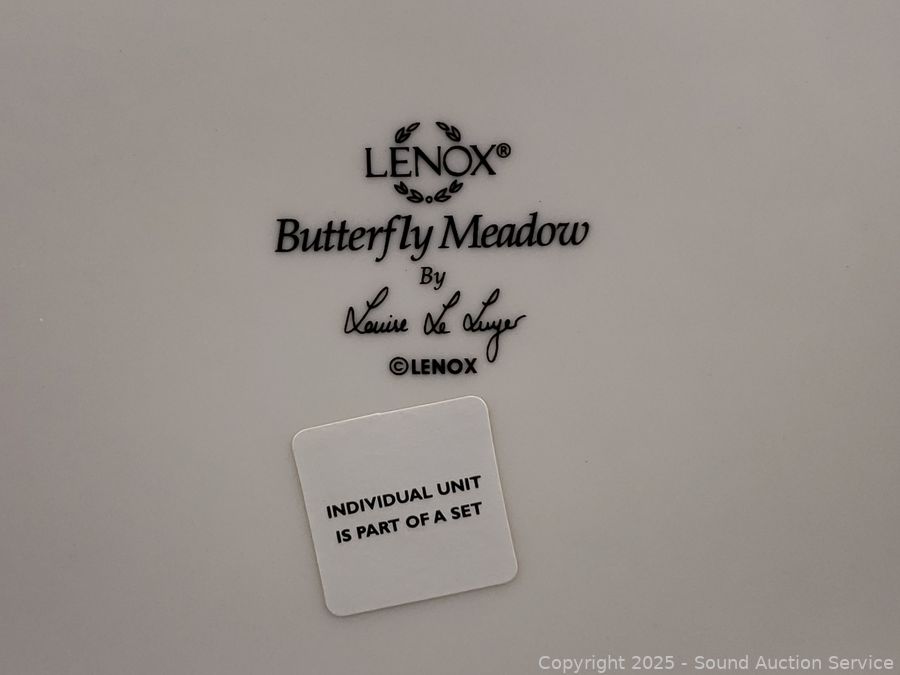 LENOX®
Butterfly Meadow
By
Louise Le Luyer
©LENOX
INDIVIDUAL UNIT
IS PART OF A SET
Copyright 2025 - Sound Auction Service